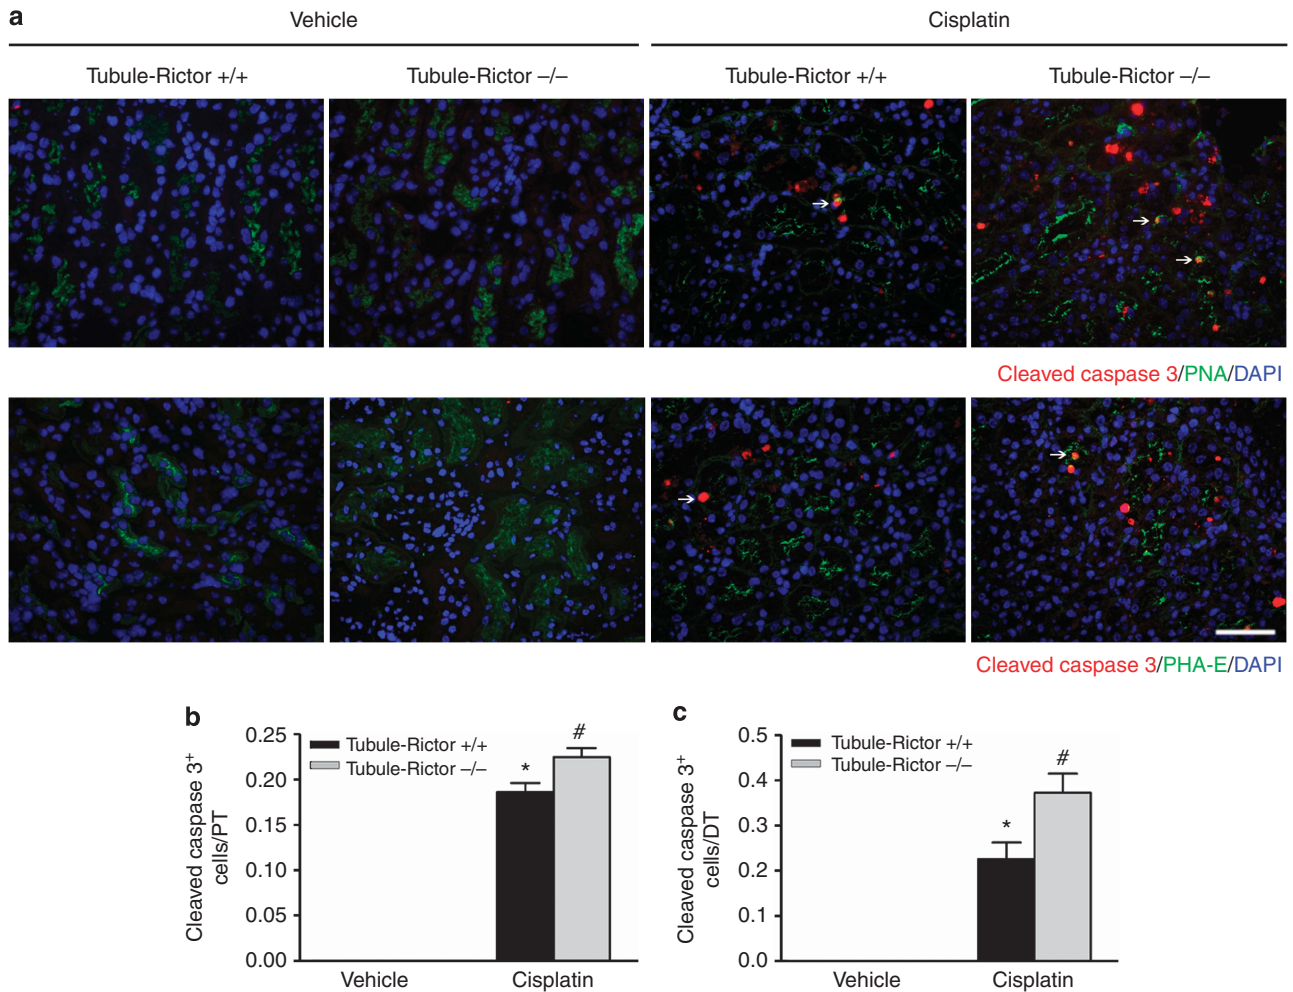 a
Vehicle
Cisplatin
Tubule-Rictor +/+
Tubule-Rictor –/–
Tubule-Rictor +/+
Tubule-Rictor –/–
Cleaved caspase 3/PNA/DAPI
Cleaved caspase 3/PHA-E/DAPI
b
Cleaved caspase 3+
cells/PT
0.25
0.20
0.15
0.10
0.05
0.00
Tubule-Rictor +/+
Tubule-Rictor –/–
*
#
Vehicle
Cisplatin
c
Cleaved caspase 3+
cells/DT
0.5
0.4
0.3
0.2
0.1
0.0
Tubule-Rictor +/+
Tubule-Rictor –/–
*
#
Vehicle
Cisplatin